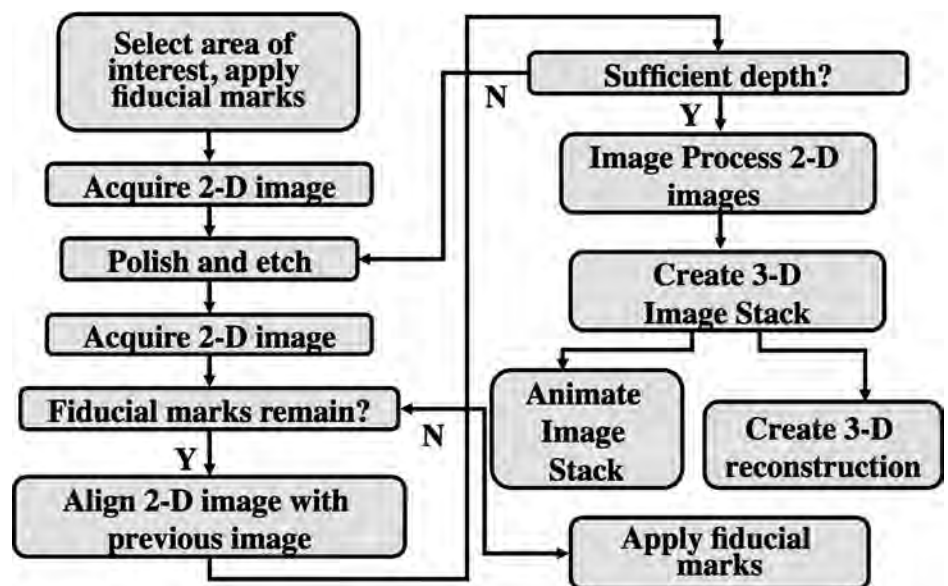 Select area of
interest, apply
fiducial marks
Acquire 2-D image
Polish and etch
Acquire 2-D image
Fiducial marks remain?
Y
N
Align 2-D image with
previous image
Sufficient depth?
N
Y
Image Process 2-D
images
Create 3-D
Image Stack
Animate
Image
Stack
Create 3-D
reconstruction
Apply fiducial
marks